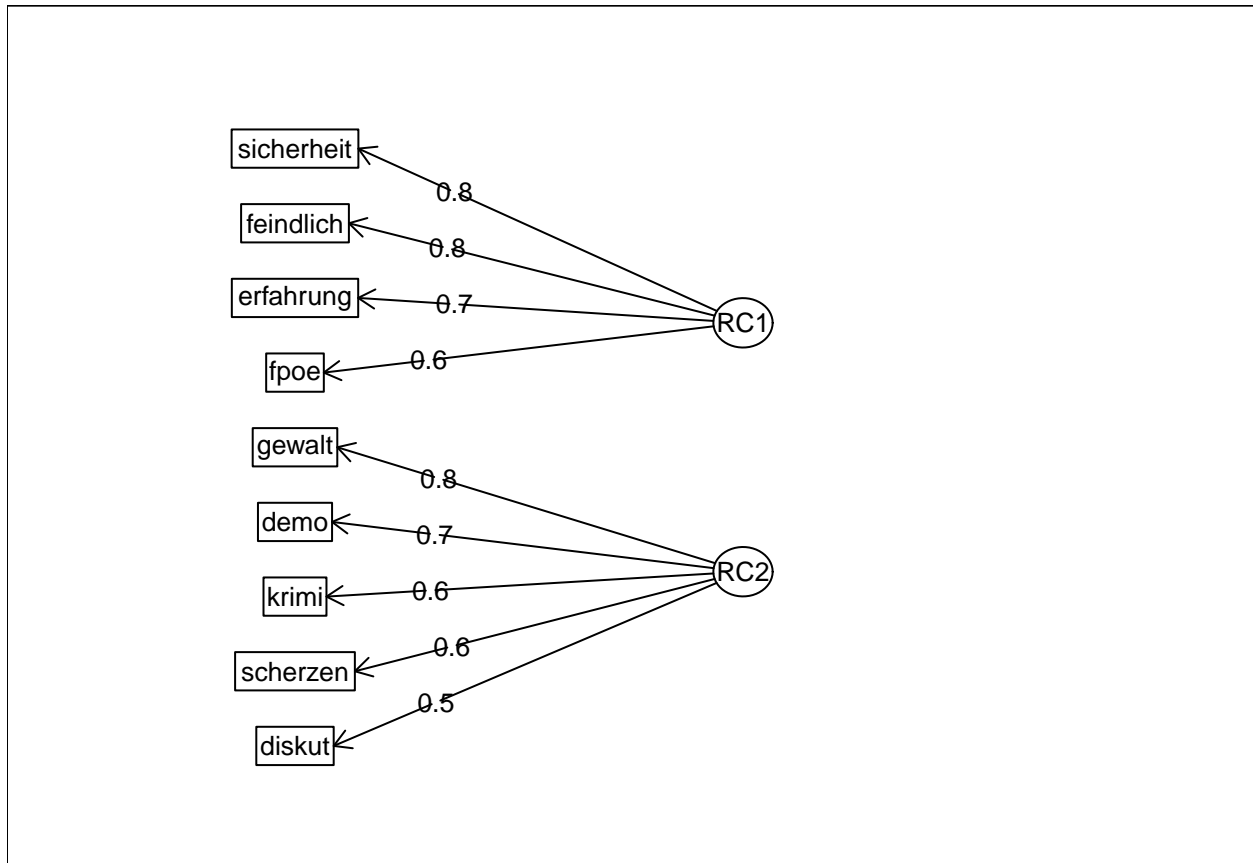 sicherheit
0.8
feindlich
0.8
erfahrung
0.7
RC1
fpoe
0.6
gewalt
0.8
demo
0.7
RC2
krimi
0.6
scherzen
0.6
diskut
0.5